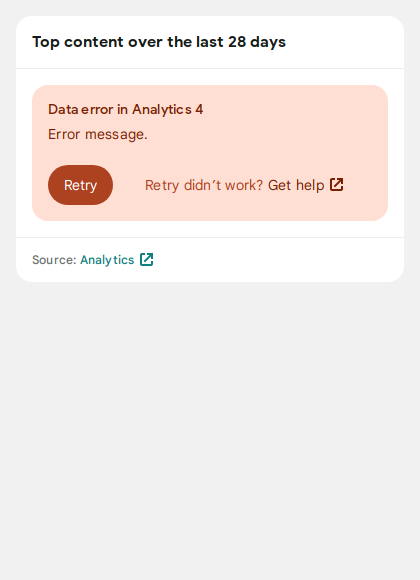 Top content over the last 28 days
Data error in Analytics 4
Error message.
Retry
Retry didn’t work? Get help
Source: Analytics